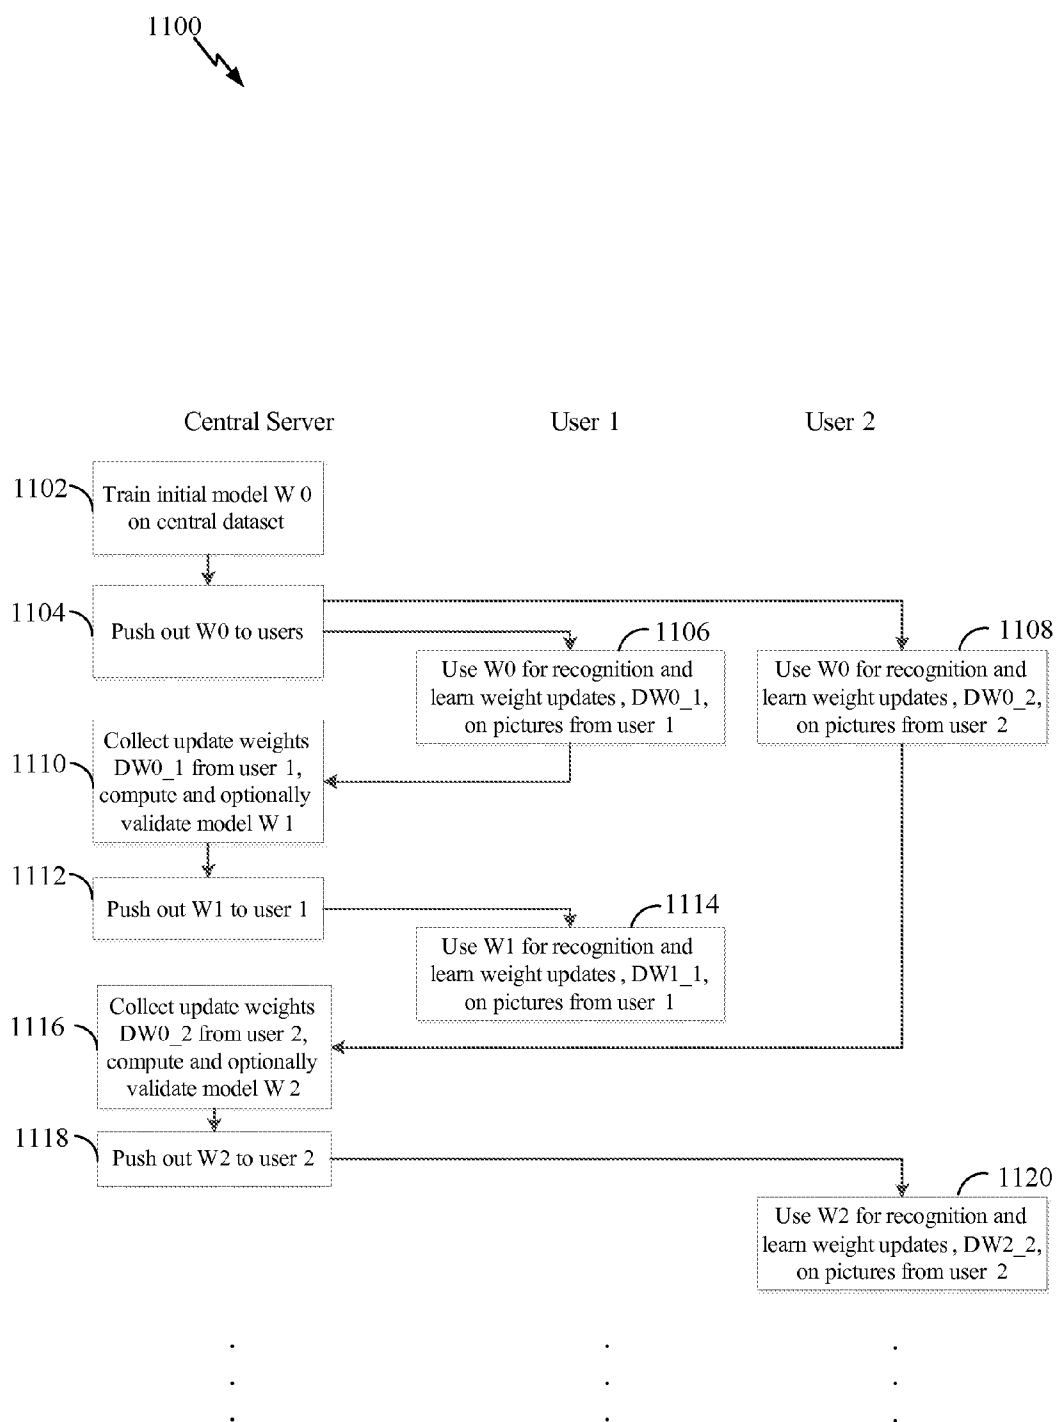 1100
Central Server
User 1
User 2
1102
Train initial model W 0
on central dataset
1104
Push out W0 to users
1106
Use W0 for recognition and
learn weight updates , DW0_1,
on pictures from user 1
1108
Use W0 for recognition and
learn weight updates, DW0_2,
on pictures from user 2
1110
Collect update weights
DW0_1 from user 1,
compute and optionally
validate model W 1
1112
Push out W1 to user 1
1114
Use W1 for recognition and
learn weight updates , DW1_1,
on pictures from user 1
1116
Collect update weights
DW0_2 from user 2,
compute and optionally
validate model W 2
1118
Push out W2 to user 2
1120
Use W2 for recognition and
learn weight updates , DW2_2,
on pictures from user 2